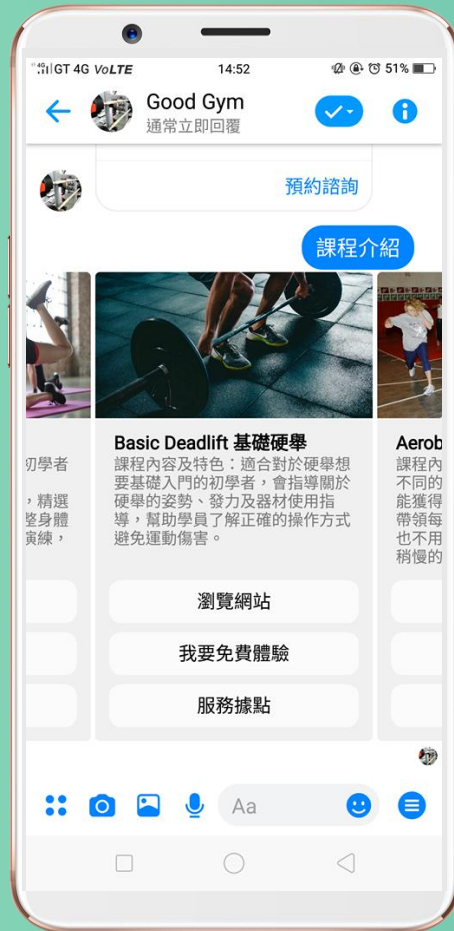 4G GT 4G VoLTE 14:52 51%
Good Gym
通常立即回覆
預約諮詢
課程介紹
初學者
，精選
整身體
演練，
Basic Deadlift 基礎硬舉
課程內容及特色：適合對於硬舉想
要基礎入門的初學者，會指導關於
硬舉的姿勢、發力及器材使用指
導，幫助學員了解正確的操作方式
避免運動傷害。
瀏覽網站
我要免費體驗
服務據點
Aerob
課程內
不同的
能獲得
帶領每
也不用
稍慢的
Aa